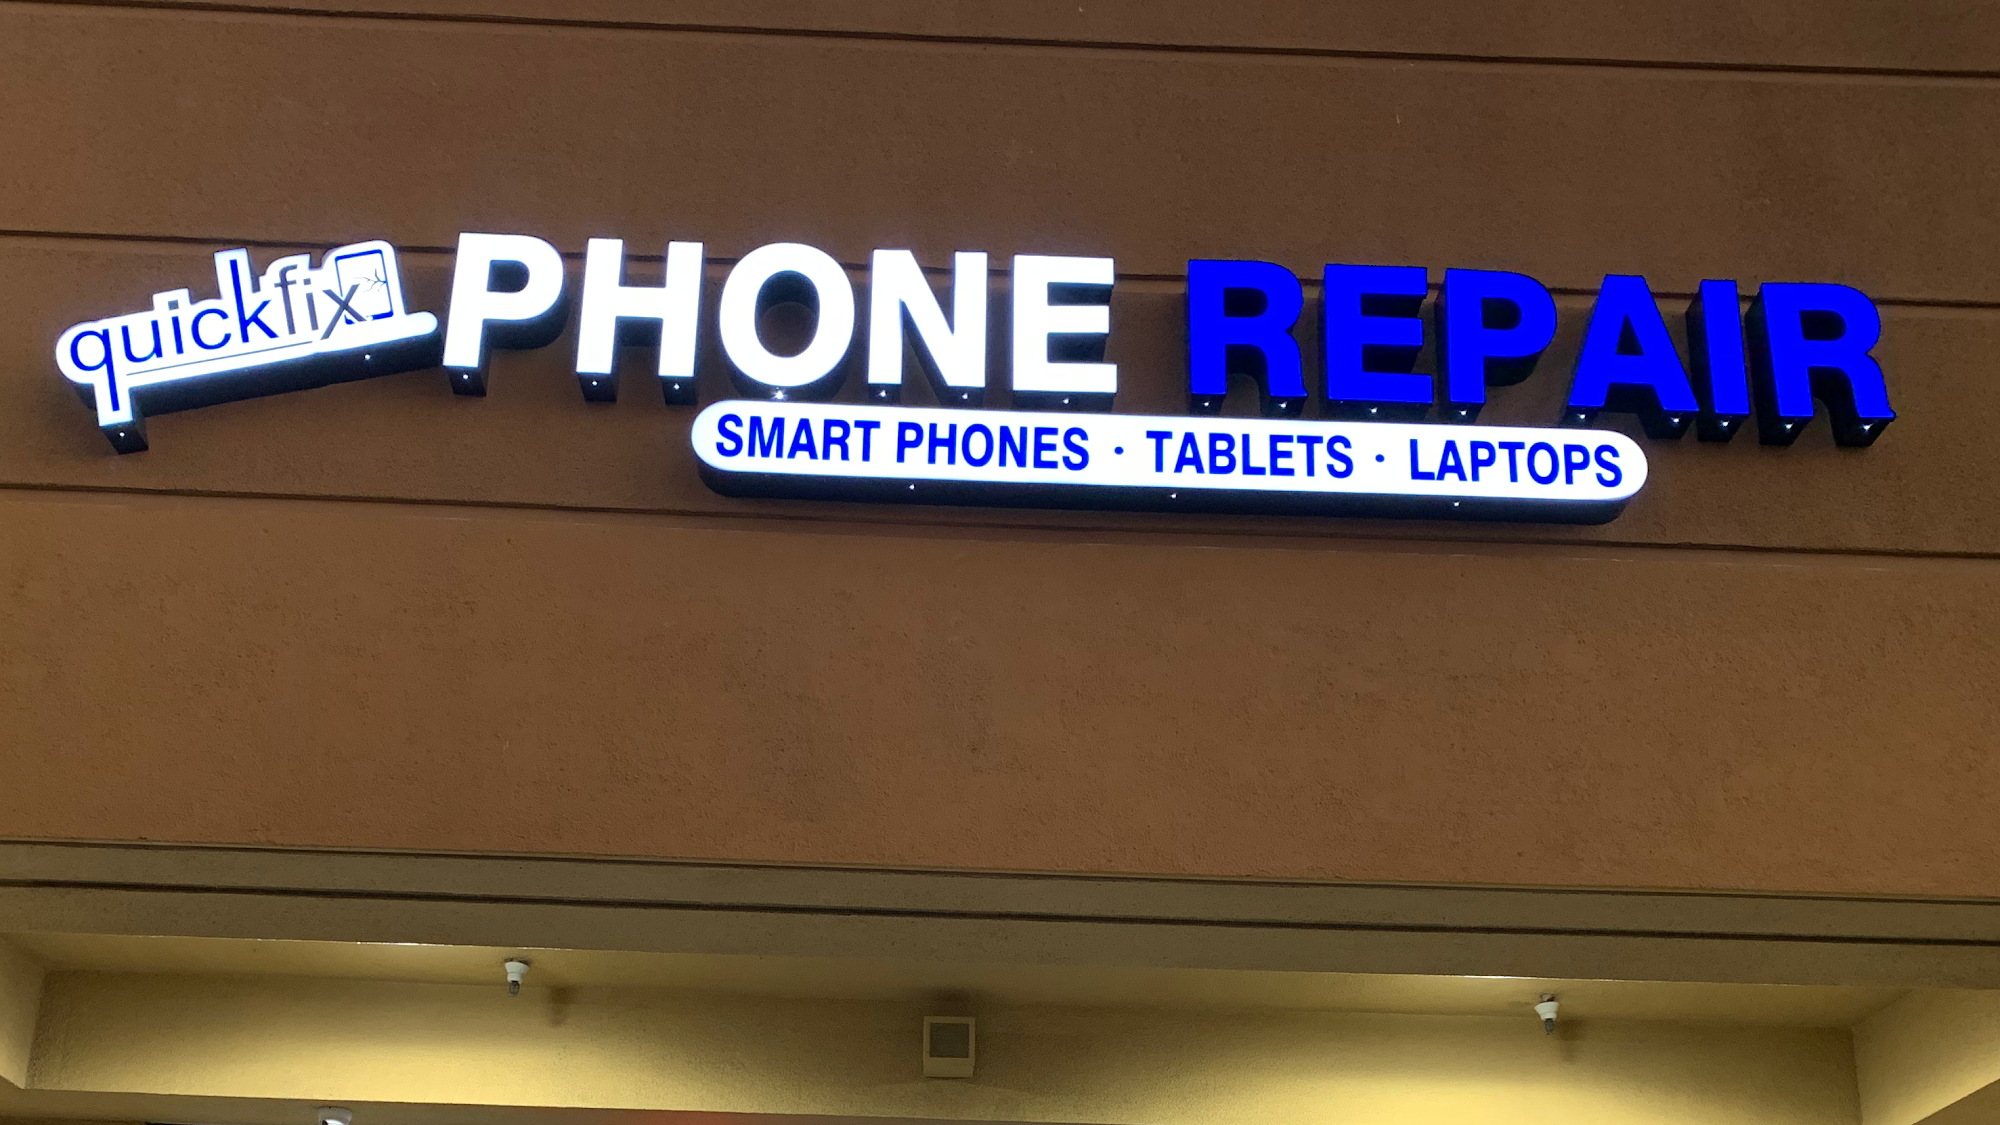 quickfix PHONE REPAIR
SMART PHONES · TABLETS · LAPTOPS